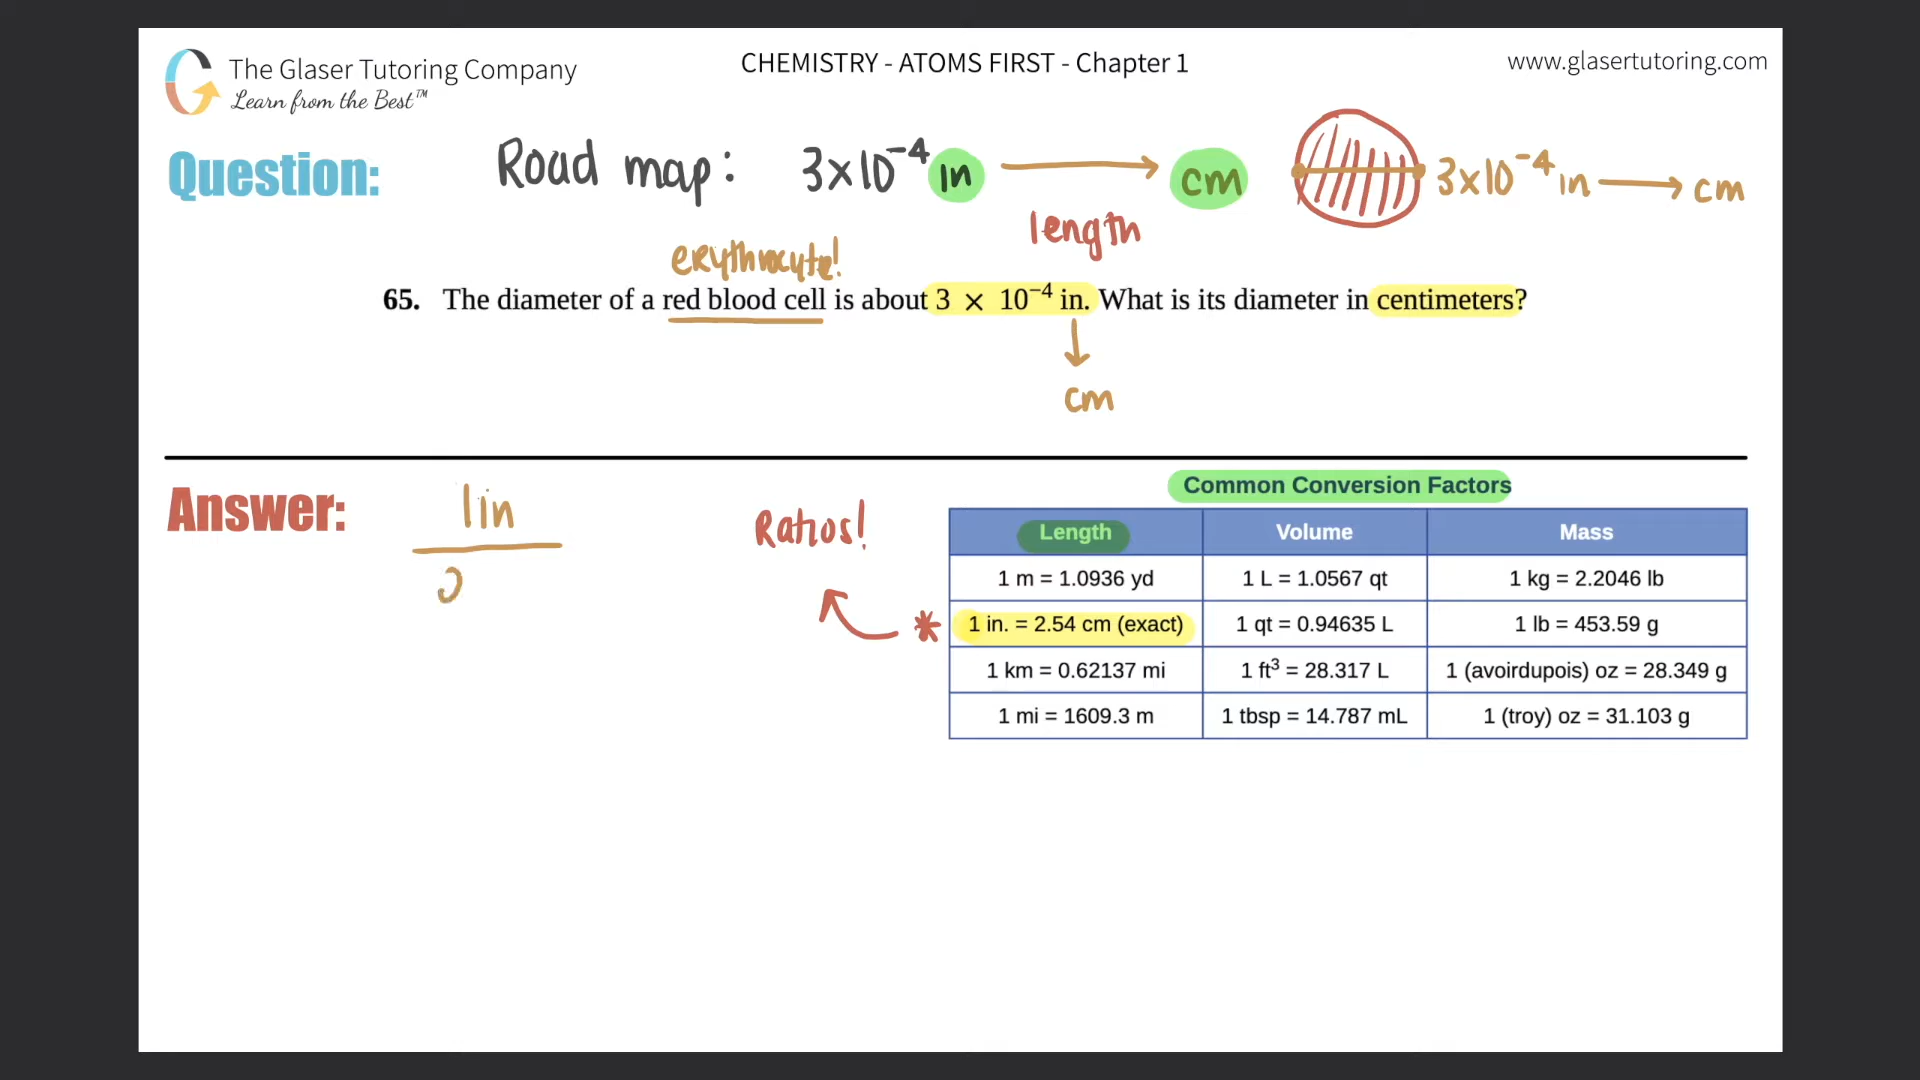 The Glaser Tutoring Company
Learn from the Best™
CHEMISTRY - ATOMS FIRST - Chapter 1
www.glasertutoring.com
Question:
Road map: 3x10⁻⁴ in → cm
length
3x10⁻⁴ in → cm
erythrocyte!
65. The diameter of a red blood cell is about 3 × 10⁻⁴ in. What is its diameter in centimeters?
cm
Answer:
1in
Ratios!
*
Common Conversion Factors
Length Volume Mass
1 m = 1.0936 yd 1 L = 1.0567 qt 1 kg = 2.2046 lb
1 in. = 2.54 cm (exact) 1 qt = 0.94635 L 1 lb = 453.59 g
1 km = 0.62137 mi 1 ft³ = 28.317 L 1 (avoirdupois) oz = 28.349 g
1 mi = 1609.3 m 1 tbsp = 14.787 mL 1 (troy) oz = 31.103 g